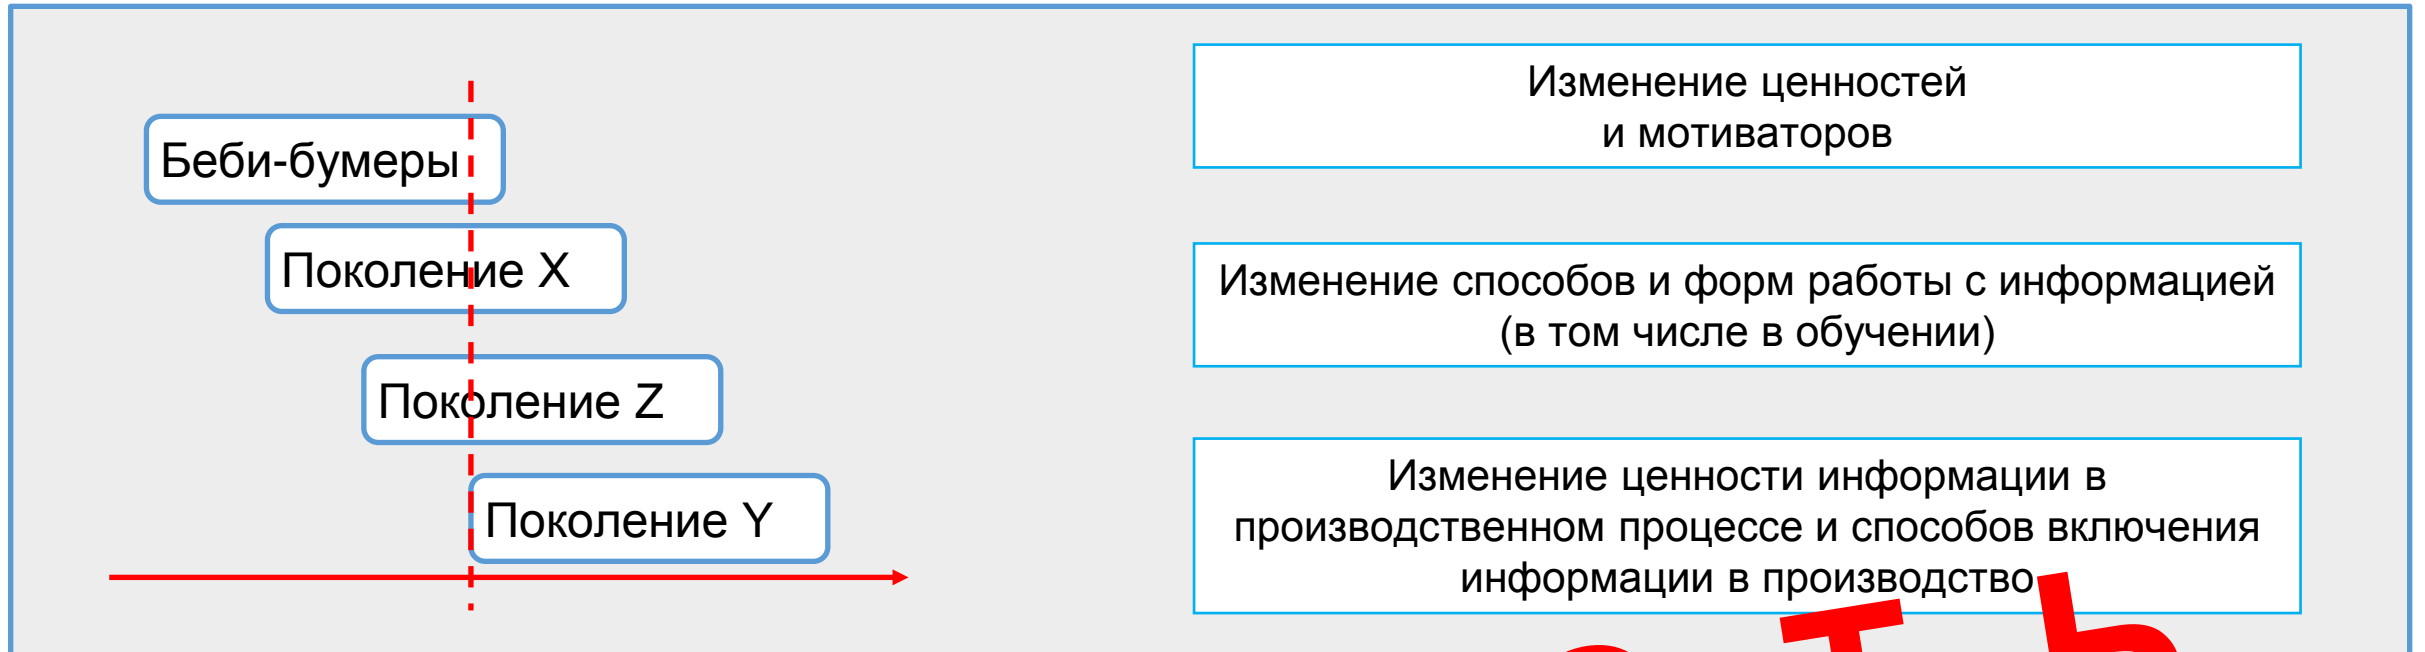 Беби-бумеры
Поколение X
Поколение Z
Поколение Y
Изменение ценностей
и мотиваторов
Изменение способов и форм работы с информацией
(в том числе в обучении)
Изменение ценности информации в
производственном процессе и способов включения
информации в производство